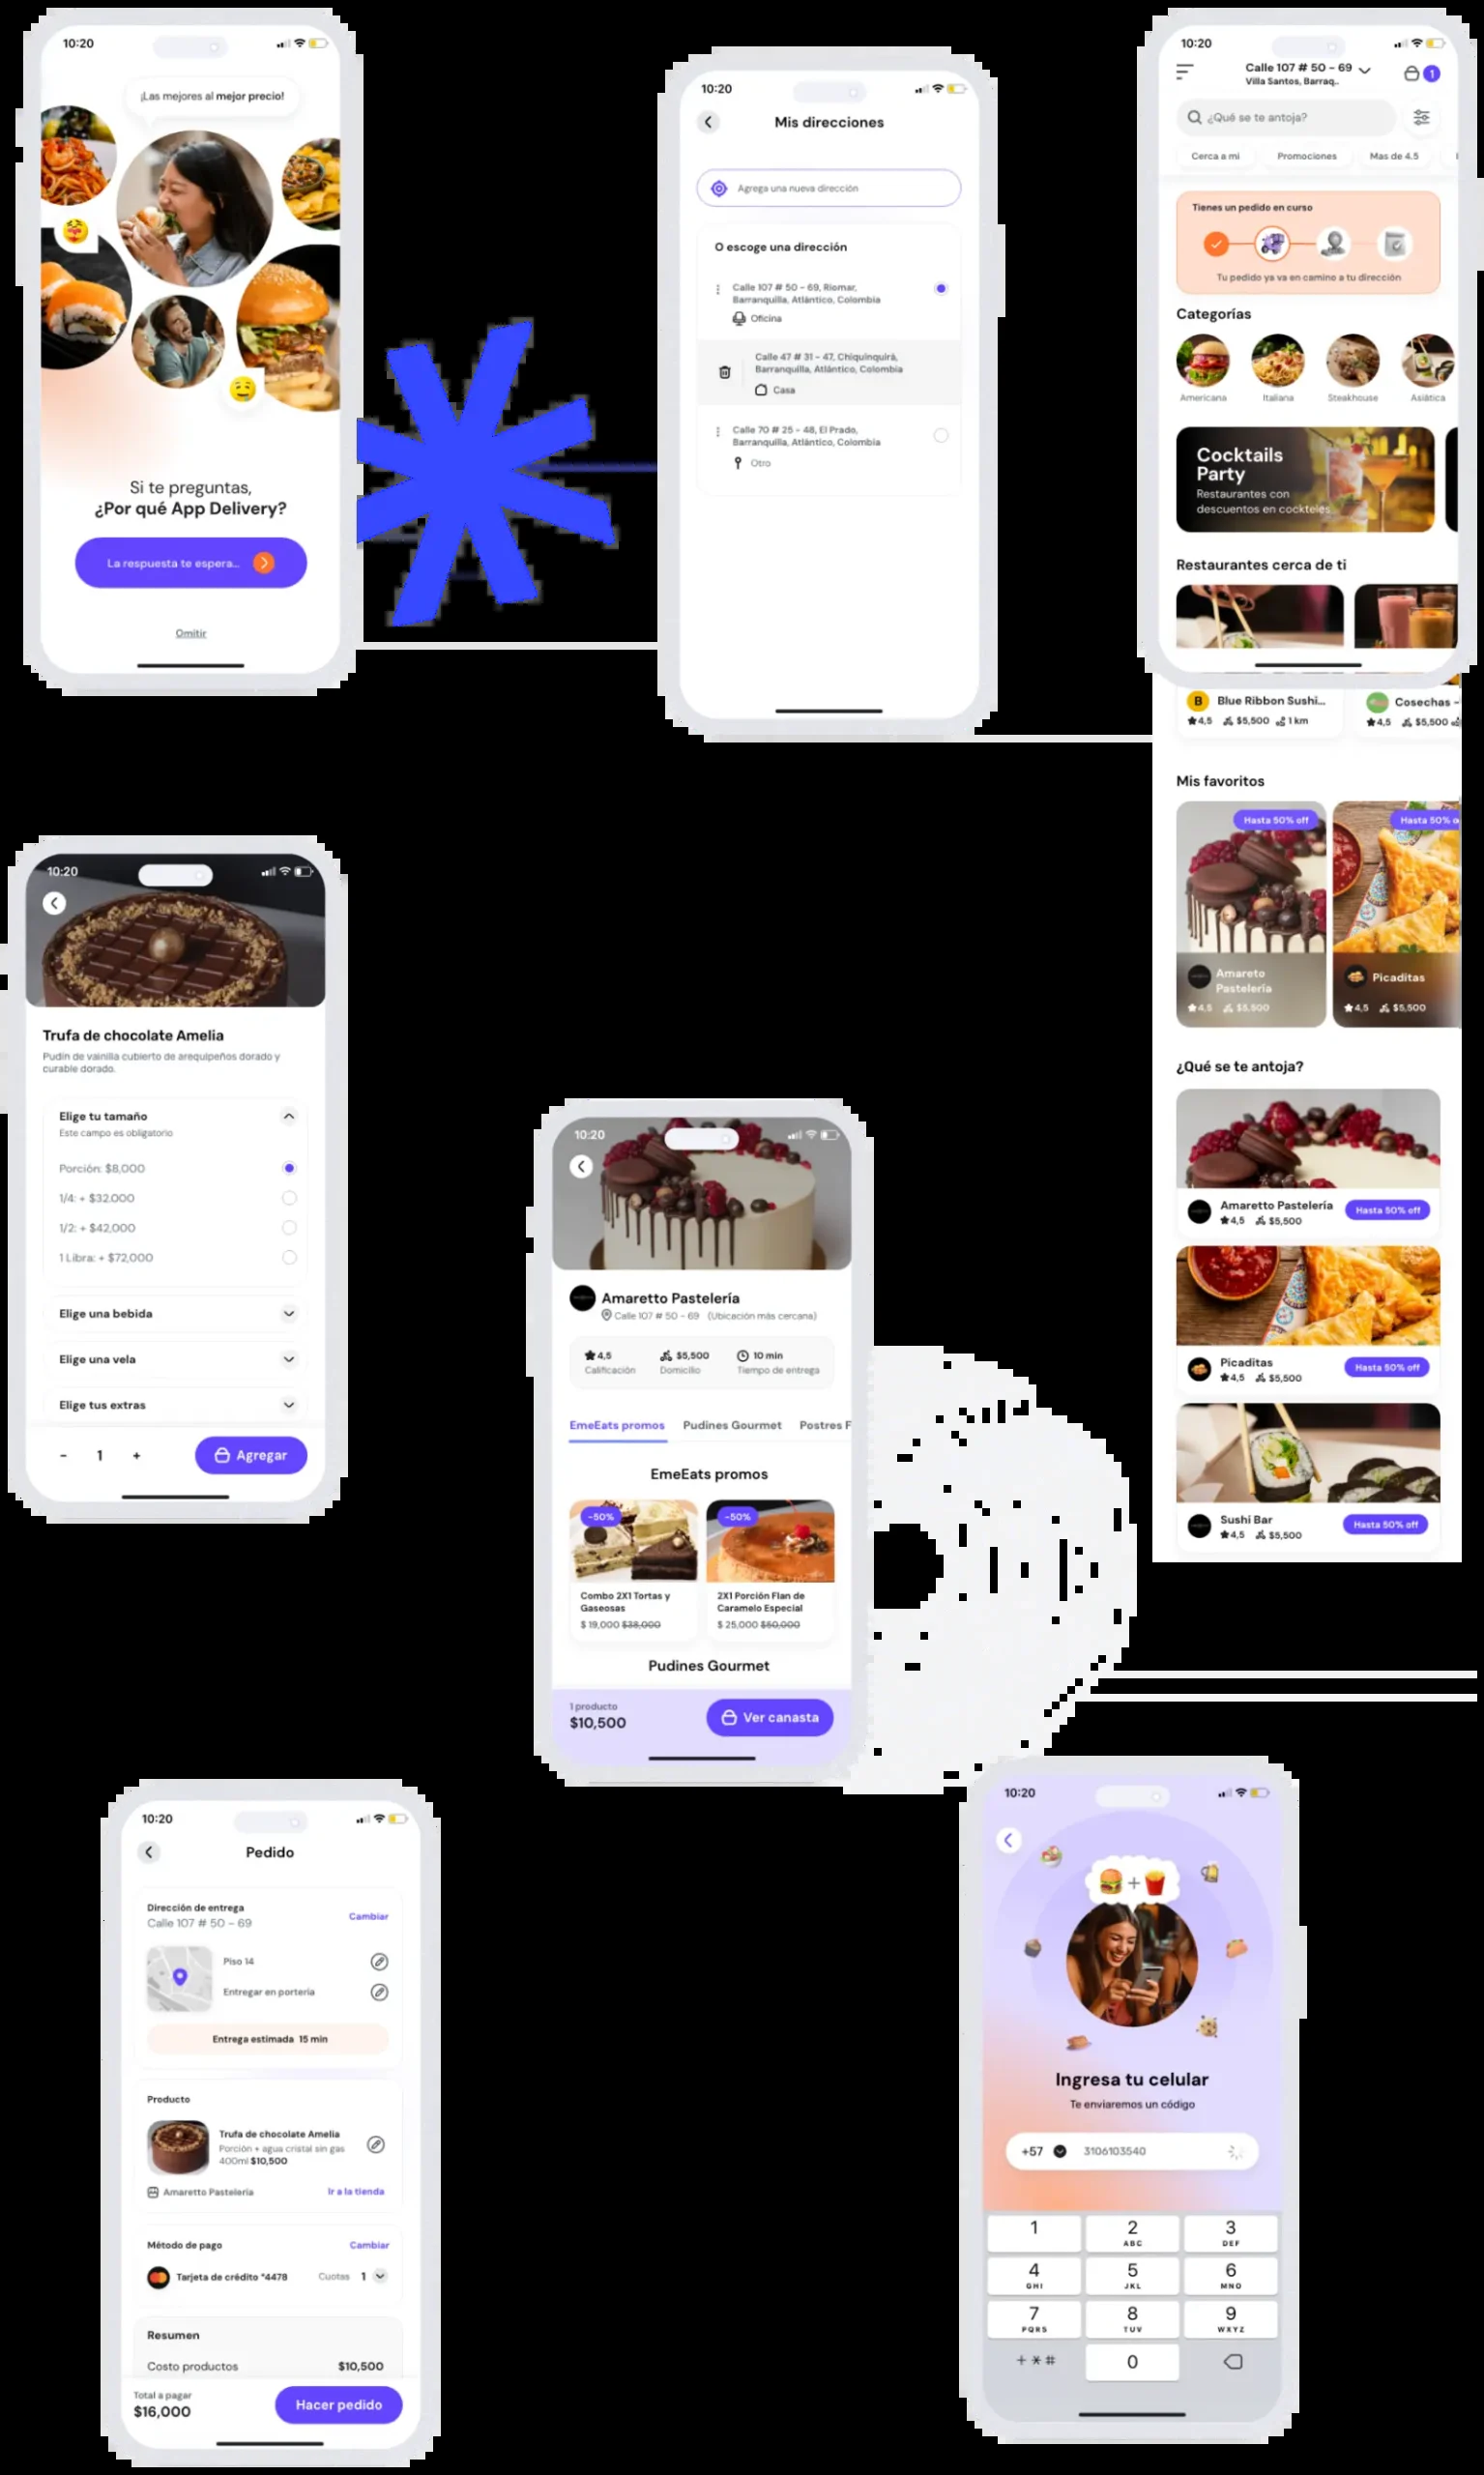 10:20
¡Las mejores al mejor precio!
Si te preguntas,
¿Por qué App Delivery?
La respuesta te espera...
Omitir
10:20
Mis direcciones
Agrega una nueva dirección
O escoge una dirección
Calle 107 # 50 - 69, Riomar,
Barranquilla, Atlántico, Colombia
Oficina
Calle 47 # 31 - 47, Chiquinquirá,
Barranquilla, Atlántico, Colombia
Casa
Calle 70 # 25 - 48, El Prado,
Barranquilla, Atlántico, Colombia
Otro
10:20
Calle 107 # 50 - 69
Villa Santos, Barraq..
1
¿Qué se te antoja?
Cerca a mi
Promociones
Mas de 4.5
Tienes un pedido en curso
Tu pedido ya va en camino a tu dirección
Categorías
Americana
Italiana
Steakhouse
Asiática
Cocktails
Party
Restaurantes con
descuentos en cockteles
Restaurantes cerca de ti
B Blue Ribbon Sushi...
4,5 $5,500 1 km
Cosechas -
4,5 $5,500
Mis favoritos
Hasta 50% off
Hasta 50% o
Amareto
Pastelería
4,5 $5,500
Picaditas
4,5 $5,500
¿Qué se te antoja?
Amaretto Pastelería
4,5 $5,500
Hasta 50% off
Picaditas
4,5 $5,500
Hasta 50% off
Sushi Bar
4,5 $5,500
Hasta 50% off
10:20
Trufa de chocolate Amelia
Pudín de vainilla cubierto de arequipeños dorado y
curable dorado.
Elige tu tamaño
Este campo es obligatorio
Porción: $8,000
1/4: + $32.000
1/2: + $42,000
1 Libra: + $72,000
Elige una bebida
Elige una vela
Elige tus extras
- 1 +
Agregar
10:20
Amaretto Pastelería
Calle 107 # 50 - 69 (Ubicación más cercana)
4,5
Calificación
$5,500
Domicilio
10 min
Tiempo de entrega
EmeEats promos
Pudines Gourmet
Postres F
EmeEats promos
-50%
-50%
Combo 2X1 Tortas y
Gaseosas
$ 19,000 $38,000
2X1 Porción Flan de
Caramelo Especial
$ 25,000 $50,000
Pudines Gourmet
1 producto
$10,500
Ver canasta
10:20
Pedido
Dirección de entrega
Calle 107 # 50 - 69
Cambiar
Piso 14
Entregar en portería
Entrega estimada 15 min
Producto
Trufa de chocolate Amelia
Porción + agua cristal sin gas
400ml $10,500
Amaretto Pastelería
Ir a la tienda
Método de pago
Cambiar
Tarjeta de crédito *4478
Cuotas 1
Resumen
Costo productos
$10,500
Total a pagar
$16,000
Hacer pedido
10:20
Ingresa tu celular
Te enviaremos un código
+57 3106103540
1
2 ABC
3 DEF
4 GHI
5 JKL
6 MNO
7 PQRS
8 TUV
9 WXYZ
+ * #
0